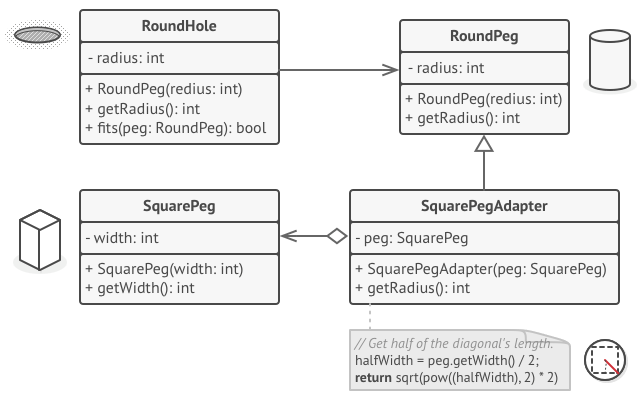 RoundHole
- radius: int
+ RoundPeg(redius: int)
+ getRadius(): int
+ fits(peg: RoundPeg): bool
RoundPeg
- radius: int
+ RoundPeg(redius: int)
+ getRadius(): int
SquarePeg
- width: int
+ SquarePeg(width: int)
+ getWidth(): int
SquarePegAdapter
- peg: SquarePeg
+ SquarePegAdapter(peg: SquarePeg)
+ getRadius(): int
// Get half of the diagonal's length.
halfWidth = peg.getWidth() / 2;
return sqrt(pow((halfWidth), 2) * 2)